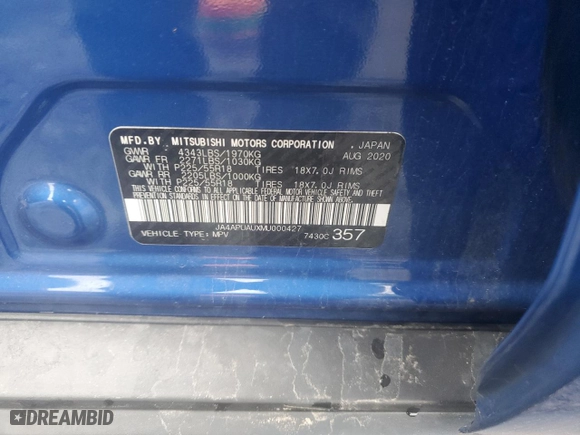 MFD.BY MITSUBISHI MOTORS CORPORATION , JAPAN
GVWR 4343LBS/1970KG AUG 2020
GAWR FR 2271LBS/1030KG
WITH P225/55R18 TIRES 18X7.0J RIMS
GAWR RR 2205LBS/1000KG
WITH P225/55R18 TIRES 18X7.0J RIMS
THIS VEHICLE CONFORMS TO ALL APPLICABLE FEDERAL MOTOR VEHICLE SAFETY AND THEFT
PREVENTION STANDARDS IN EFFECT ON THE DATE OF MANUFACTURE SHOWN ABOVE.
JA4APUAUXMU000427
VEHICLE TYPE: MPV 7430C 357
DREAMBID